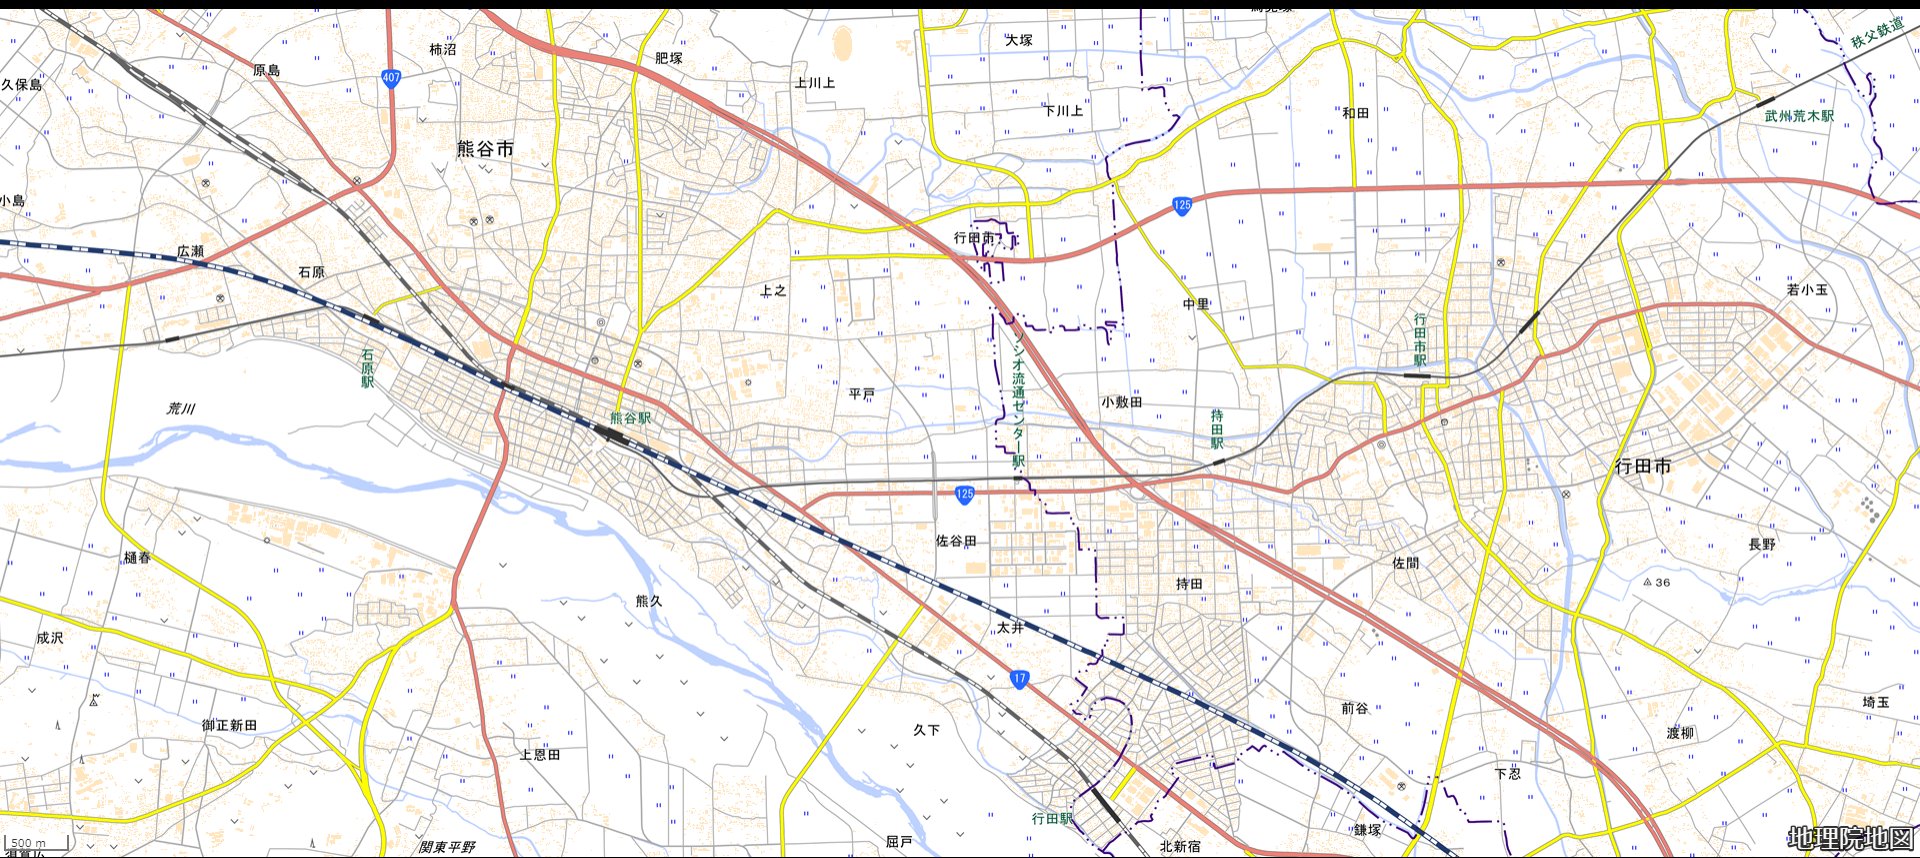 秩父鉄道
大塚
柿沼
肥塚
原島
407
久保島
上川上
下川上
和田
武州荒木駅
熊谷市
小島
125
行田市
広瀬
石原
上之
中里
若小玉
行田市駅
石原駅
ソシオ流通センター駅
平戸
小敷田
荒川
熊谷駅
持田駅
行田市
125
佐谷田
長野
樋春
佐間
持田
36
熊久
太井
成沢
17
埼玉
前谷
御正新田
久下
渡柳
上恩田
下忍
行田駅
鎌塚
500 m
屈戸
北新宿
関東平野
地理院地図